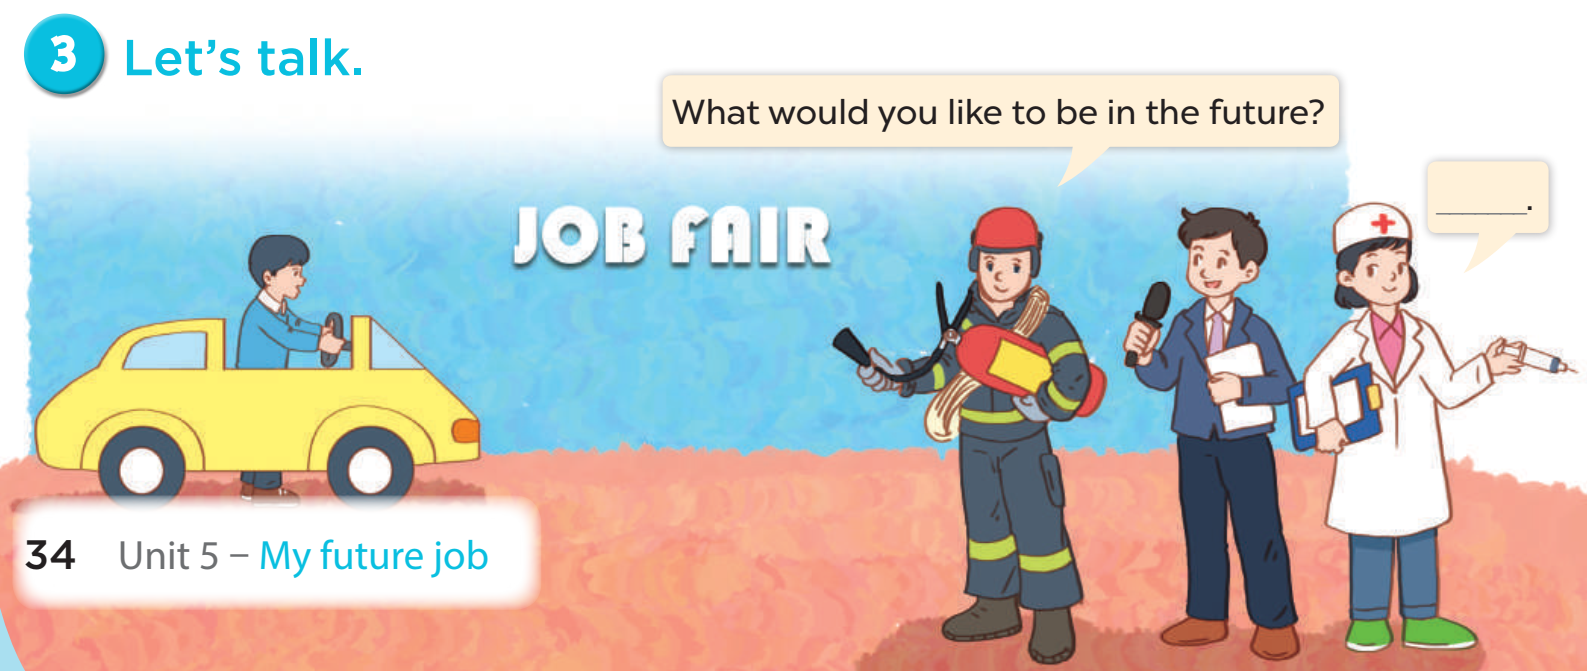 3 Let's talk.
What would you like to be in the future?
_______.
JOB FAIR
34 Unit 5 – My future job